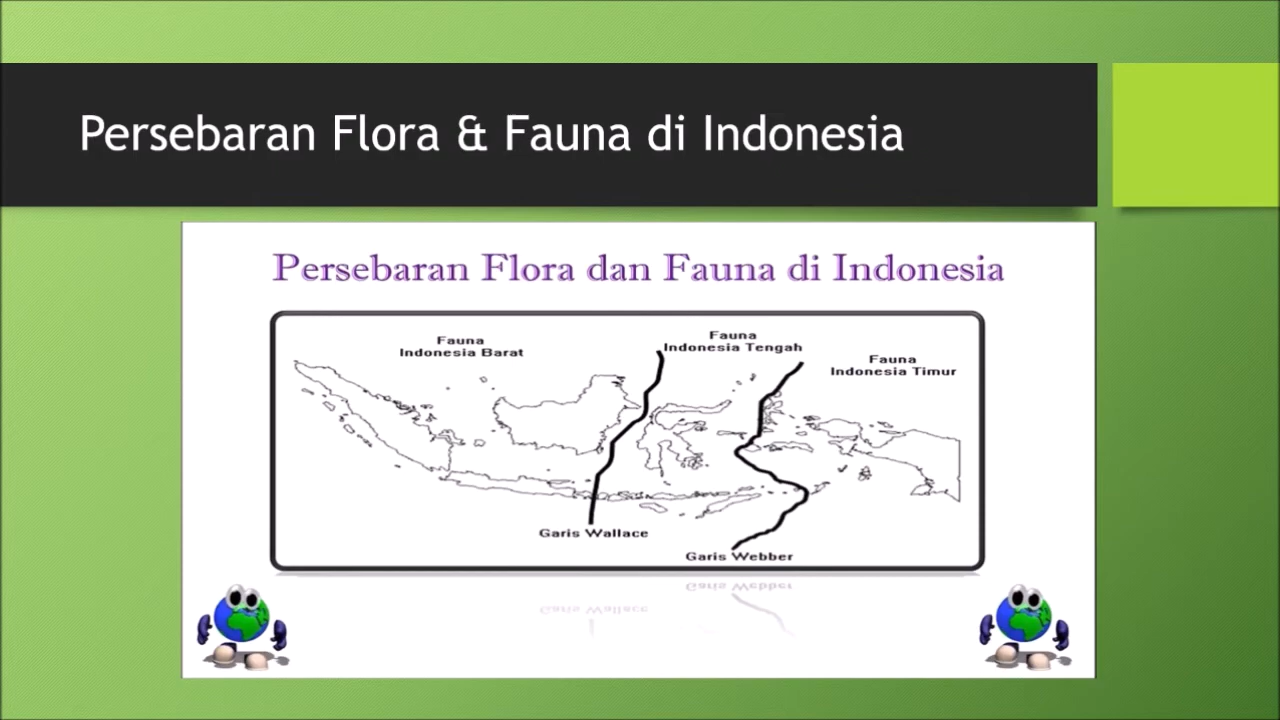 Persebaran Flora & Fauna di Indonesia
Persebaran Flora dan Fauna di Indonesia
Fauna
Indonesia Barat
Fauna
Indonesia Tengah
Fauna
Indonesia Timur
Garis Wallace
Garis Webber